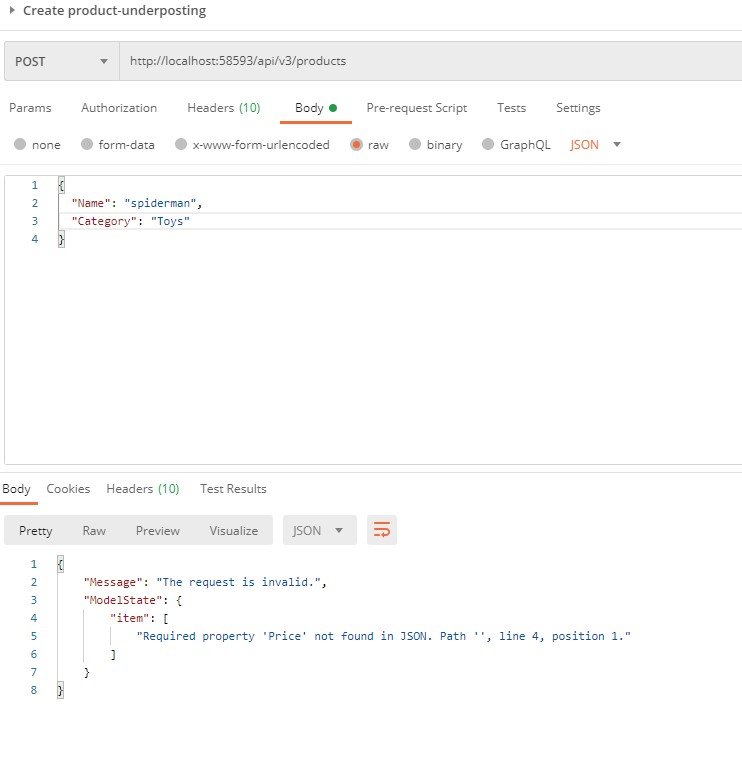 Create product-underposting
POST http://localhost:58593/api/v3/products
Params Authorization Headers (10) Body Pre-request Script Tests Settings
none form-data x-www-form-urlencoded raw binary GraphQL JSON
1 {
2 "Name": "spiderman",
3 "Category": "Toys"
4 }
Body Cookies Headers (10) Test Results
Pretty Raw Preview Visualize JSON
1 {
2 "Message": "The request is invalid.",
3 "ModelState": {
4 "item": [
5 "Required property 'Price' not found in JSON. Path '', line 4, position 1."
6 ]
7 }
8 }